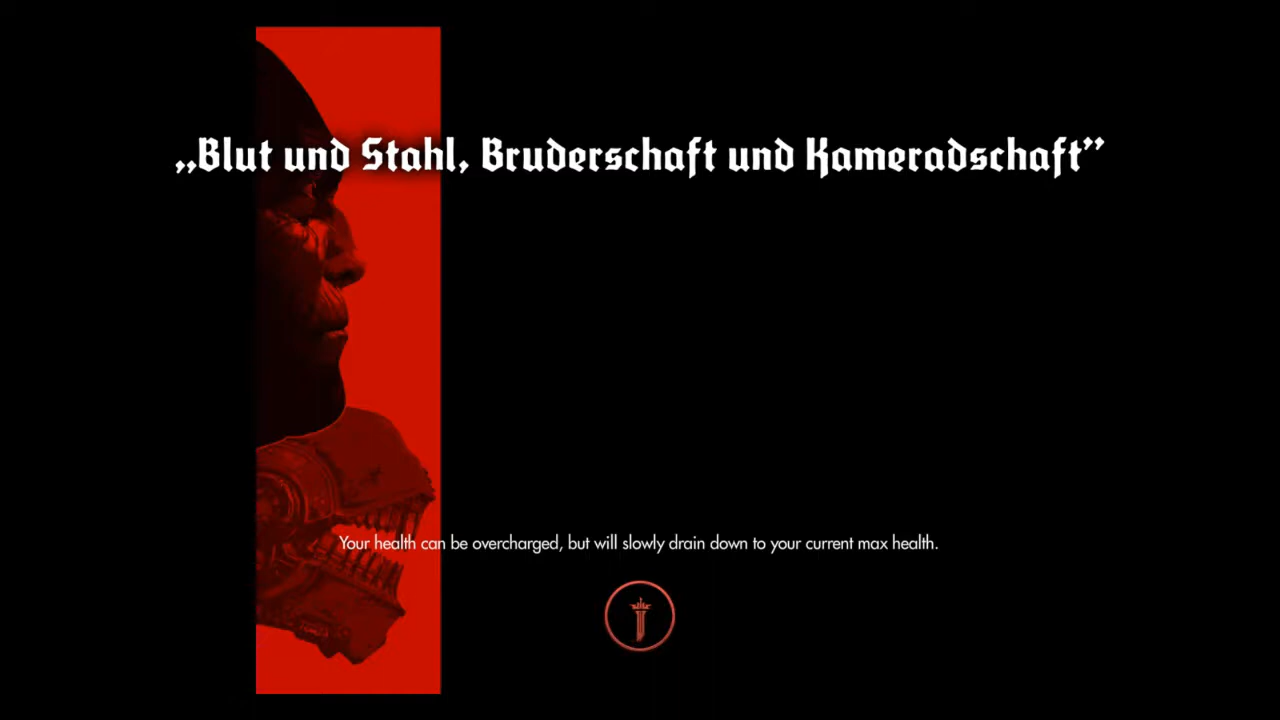 „Blut und Stahl, Bruderschaft und Kameradschaft”
Your health can be overcharged, but will slowly drain down to your current max health.